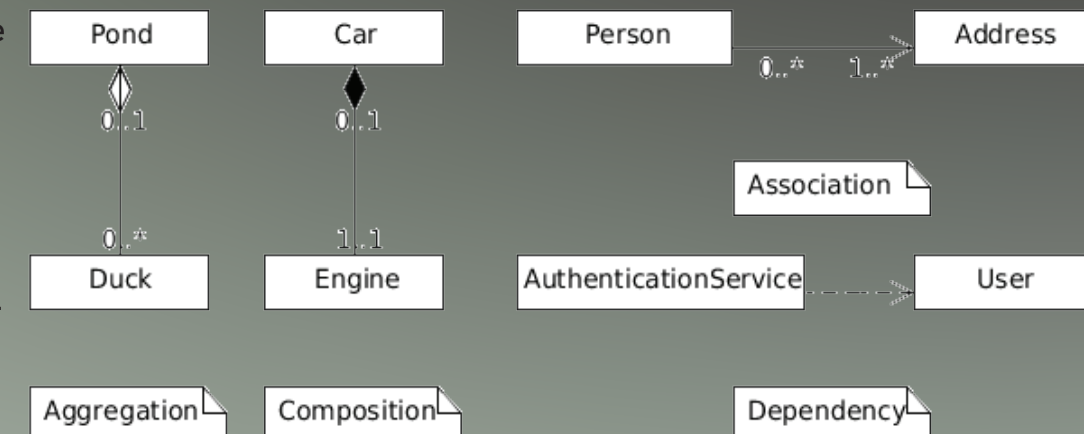 Pond
Car
Person
Address
0..1
0..1
0..*
1..*
Association
0..*
1..1
Duck
Engine
AuthenticationService
User
Aggregation
Composition
Dependency